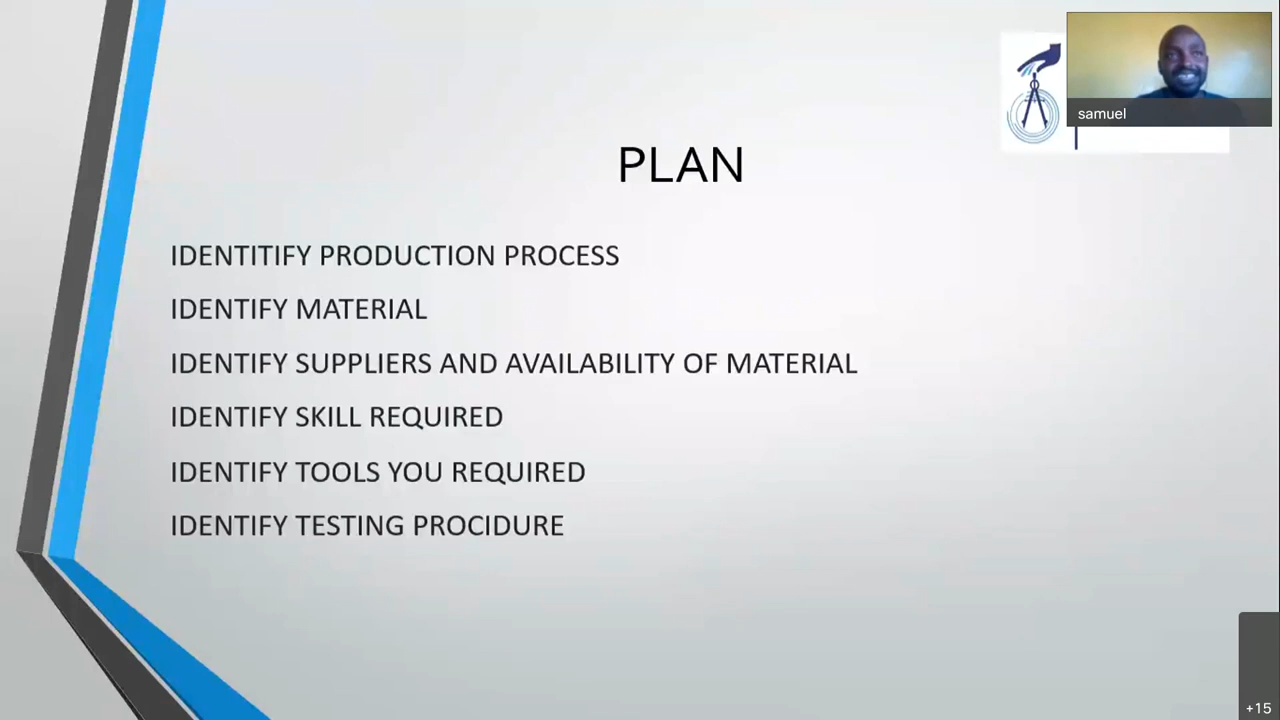 samuel
PLAN
IDENTITIFY PRODUCTION PROCESS
IDENTIFY MATERIAL
IDENTIFY SUPPLIERS AND AVAILABILITY OF MATERIAL
IDENTIFY SKILL REQUIRED
IDENTIFY TOOLS YOU REQUIRED
IDENTIFY TESTING PROCIDURE
+15